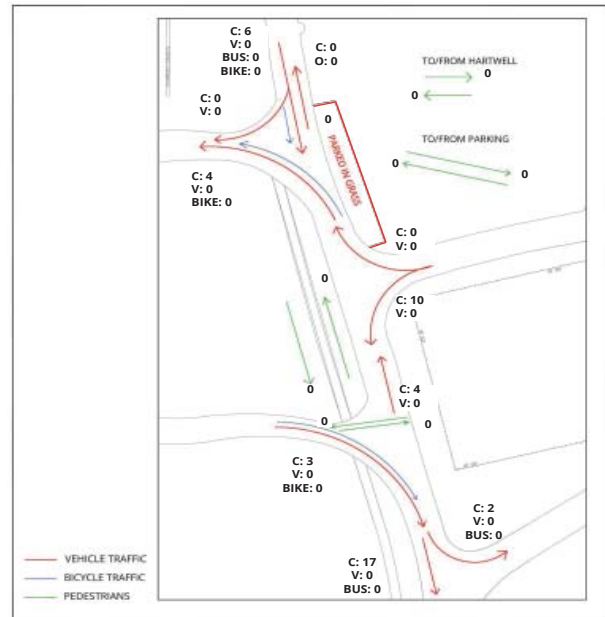 C: 6
V: 0
BUS: 0
BIKE: 0
C: 0
O: 0
TO/FROM HARTWELL
0
0
C: 0
V: 0
0
PARKED IN GRASS
TO/FROM PARKING
0
0
C: 4
V: 0
BIKE: 0
C: 0
V: 0
0
C: 10
V: 0
0
C: 4
V: 0
0
0
C: 3
V: 0
BIKE: 0
C: 2
V: 0
BUS: 0
C: 17
V: 0
BUS: 0
VEHICLE TRAFFIC
BICYCLE TRAFFIC
PEDESTRIANS